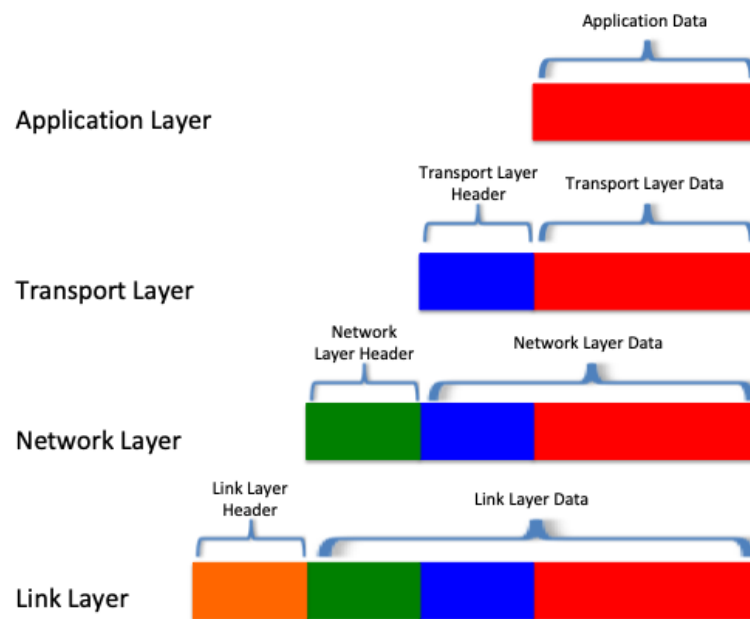 Application Data
Application Layer
Transport Layer
Header
Transport Layer Data
Transport Layer
Network
Layer Header
Network Layer Data
Network Layer
Link Layer
Header
Link Layer Data
Link Layer